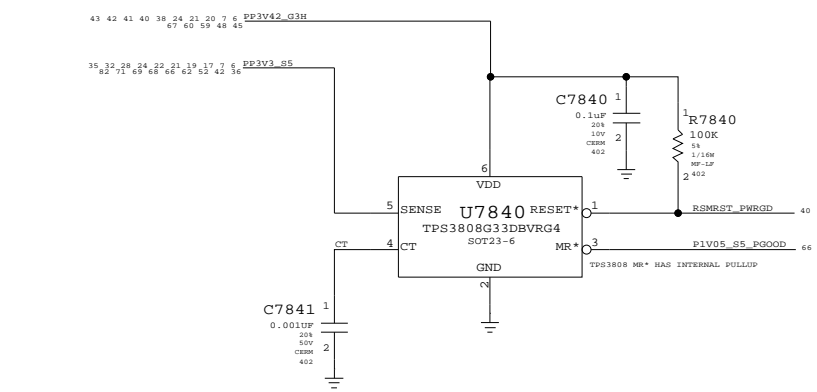 43 42 41 40 38 24 21 20 7 6 PP3V42_G3H
67 60 59 48 45
35 32 28 24 22 21 19 17 7 6 PP3V3_S5
82 71 69 68 66 62 52 42 36
C7840 1
0.1uF
20%
10V
CERM
402
2
1
R7840
100K
5%
1/16W
MF-LF
402
2
6
VDD
5 SENSE U7840 RESET* 1 RSMRST_PWRGD 40
TPS3808G33DBVRG4
SOT23-6
CT 4 CT MR* 3 P1V05_S5_PGOOD 66
TPS3808 MR* HAS INTERNAL PULLUP
GND
2
C7841 1
0.001UF
20%
50V
CERM
402
2